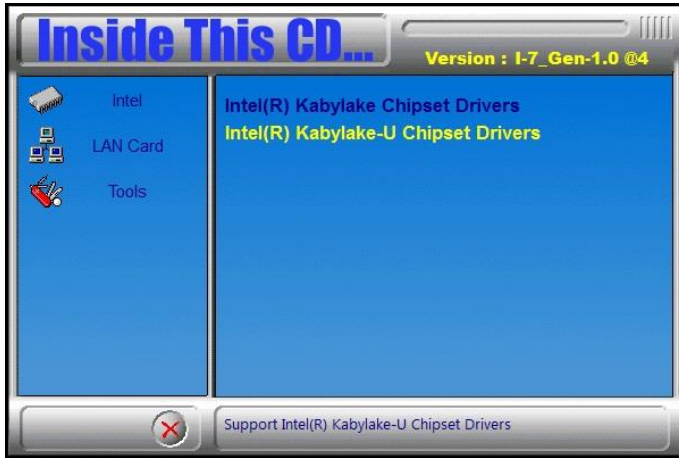 Inside This CD...
Version : I-7_Gen-1.0 @4
Intel
LAN Card
Tools
Intel(R) Kabylake Chipset Drivers
Intel(R) Kabylake-U Chipset Drivers
Support Intel(R) Kabylake-U Chipset Drivers